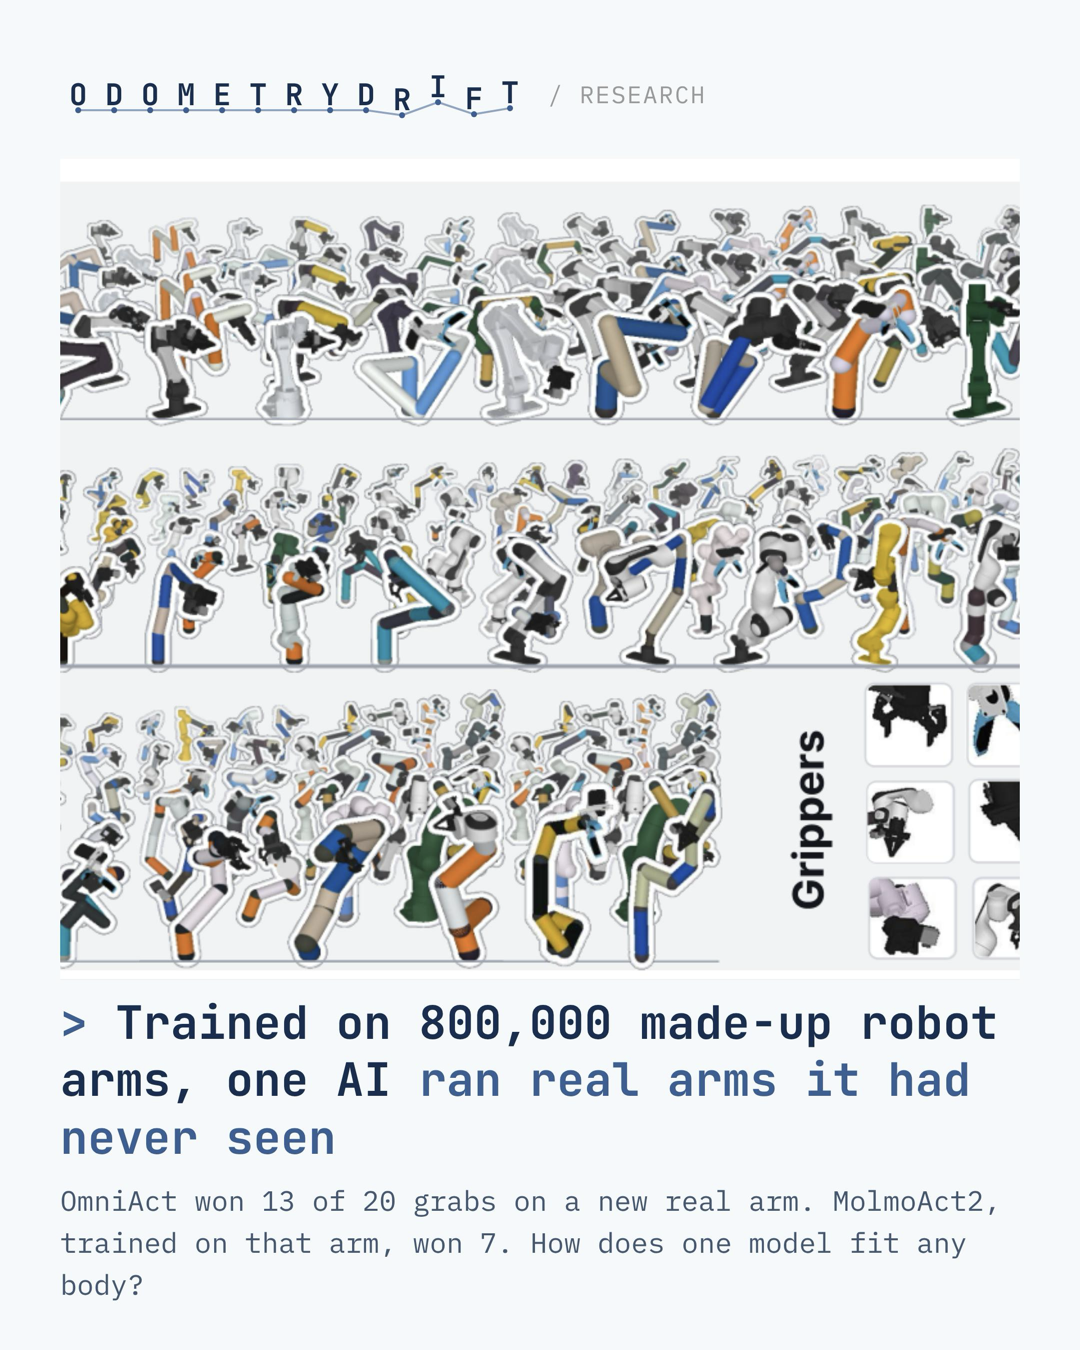 ODOMETRYDRIFT / RESEARCH
Grippers
> Trained on 800,000 made-up robot
arms, one AI ran real arms it had
never seen
OmniAct won 13 of 20 grabs on a new real arm. MolmoAct2,
trained on that arm, won 7. How does one model fit any
body?